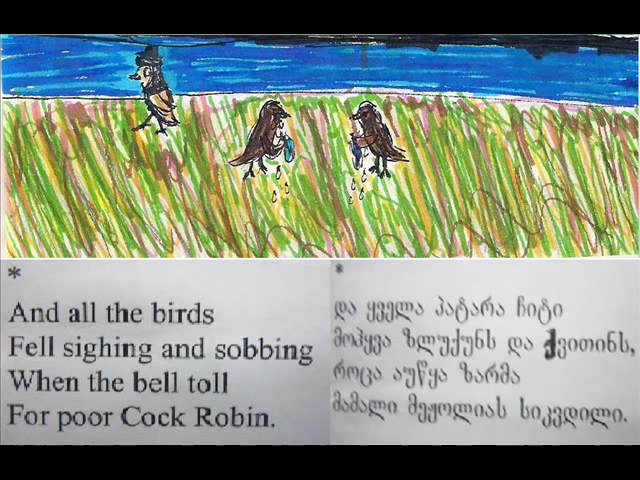 *
And all the birds
Fell sighing and sobbing
When the bell toll
For poor Cock Robin.
*
და ყველა პატარა ჩიტი
მოჰყვა ზლუქუნს და ქვითინს,
როცა აუწყა ზარმა
მამალი მეჟოლიას სიკვდილი.